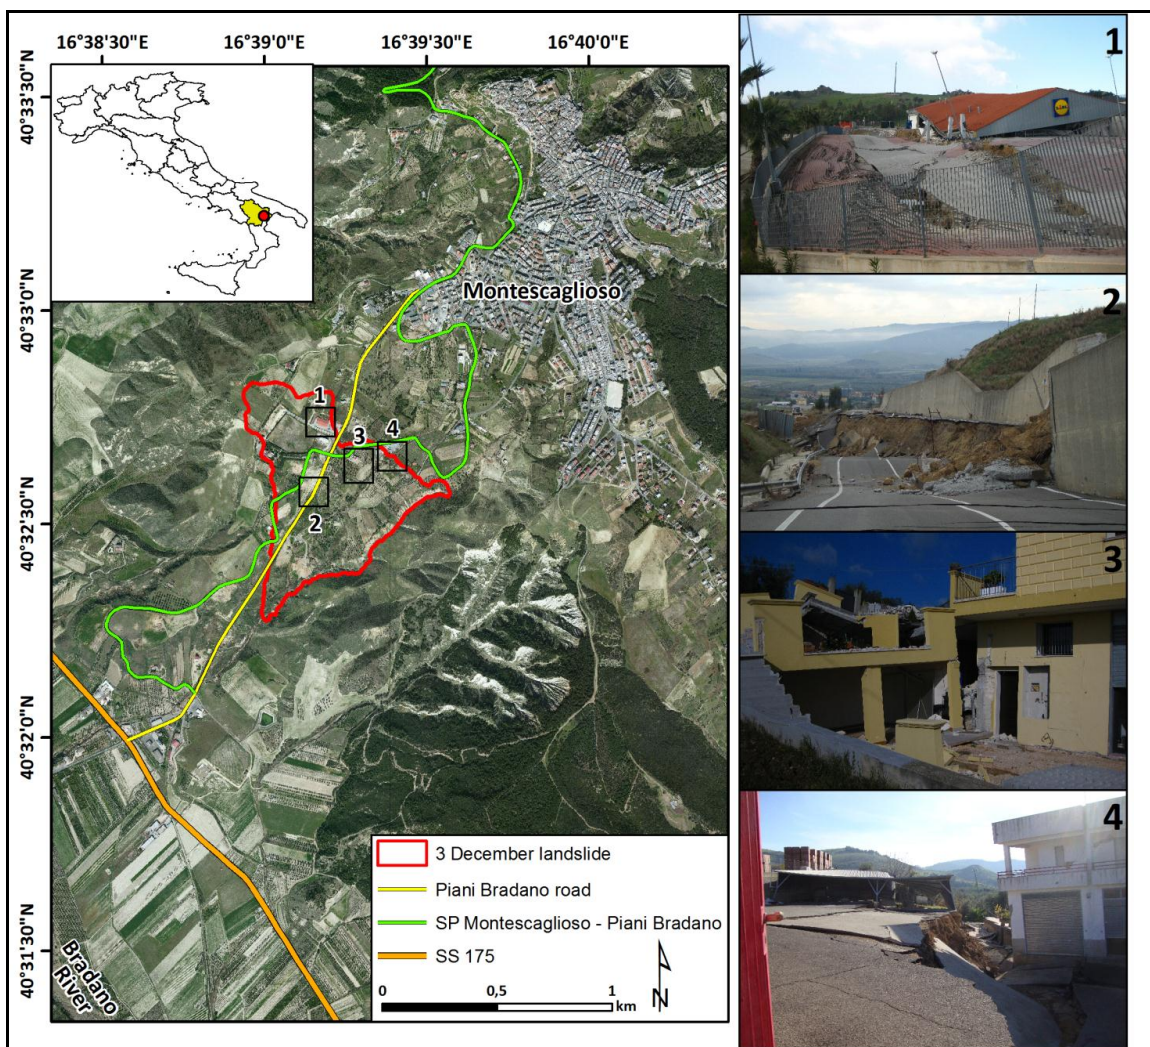 16°38'30"E
16°39'0"E
16°39'30"E
16°40'0"E
40°33'30"N
40°33'0"N
40°32'30"N
40°32'0"N
40°31'30"N
Montescaglioso
1
3
4
2
Bradano
River
3 December landslide
Piani Bradano road
SP Montescaglioso - Piani Bradano
SS 175
0
0,5
1
km
N
1
LIDL
2
3
4